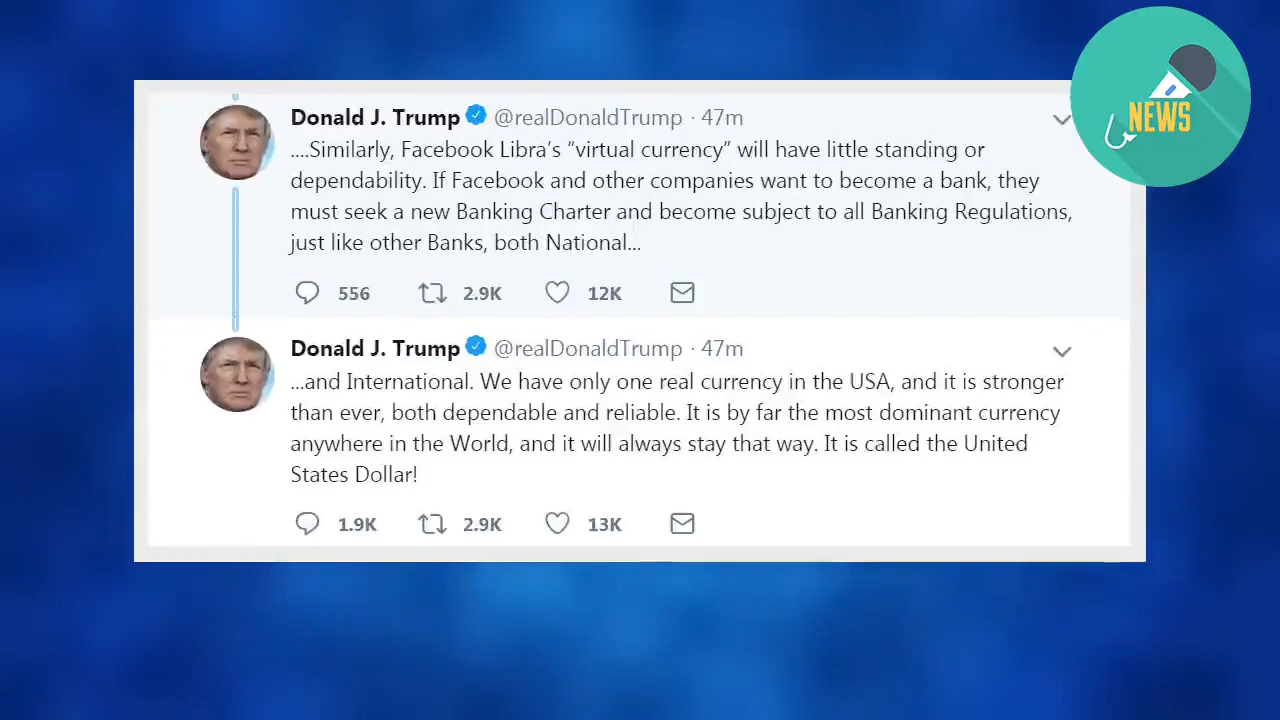 Donald J. Trump @realDonaldTrump · 47m
....Similarly, Facebook Libra's “virtual currency” will have little standing or
dependability. If Facebook and other companies want to become a bank, they
must seek a new Banking Charter and become subject to all Banking Regulations,
just like other Banks, both National...
556 2.9K 12K
Donald J. Trump @realDonaldTrump · 47m
...and International. We have only one real currency in the USA, and it is stronger
than ever, both dependable and reliable. It is by far the most dominant currency
anywhere in the World, and it will always stay that way. It is called the United
States Dollar!
1.9K 2.9K 13K
NEWS